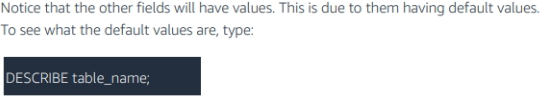 Notice that the other fields will have values. This is due to them having default values.
To see what the default values are, type:
DESCRIBE table_name;